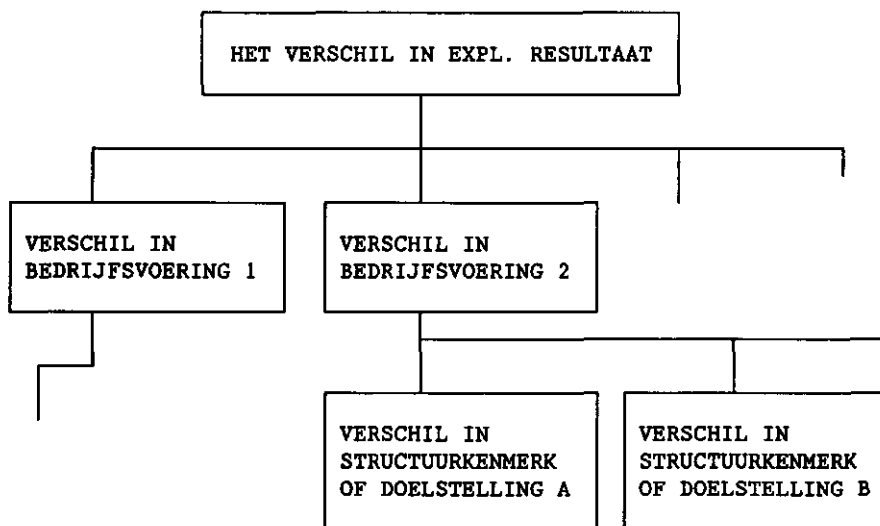 HET VERSCHIL IN EXPL. RESULTAAT
VERSCHIL IN
BEDRIJFSVOERING 1
VERSCHIL IN
BEDRIJFSVOERING 2
VERSCHIL IN
STRUCTUURKENMERK
OF DOELSTELLING A
VERSCHIL IN
STRUCTUURKENMERK
OF DOELSTELLING B